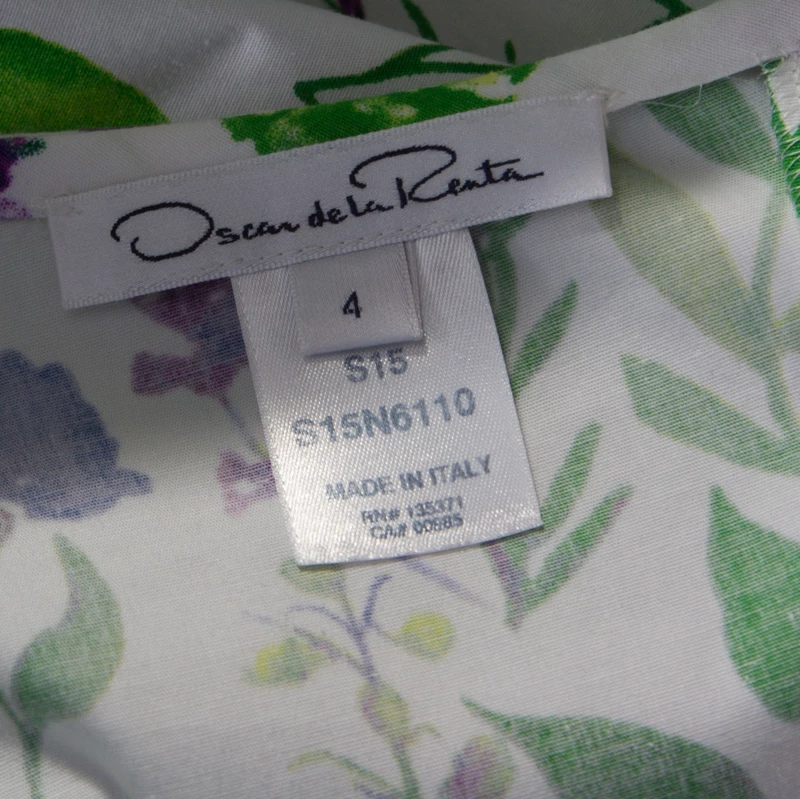 Oscar de la Renta
4
S15
S15N6110
MADE IN ITALY
RN# 135371
CA# 00885